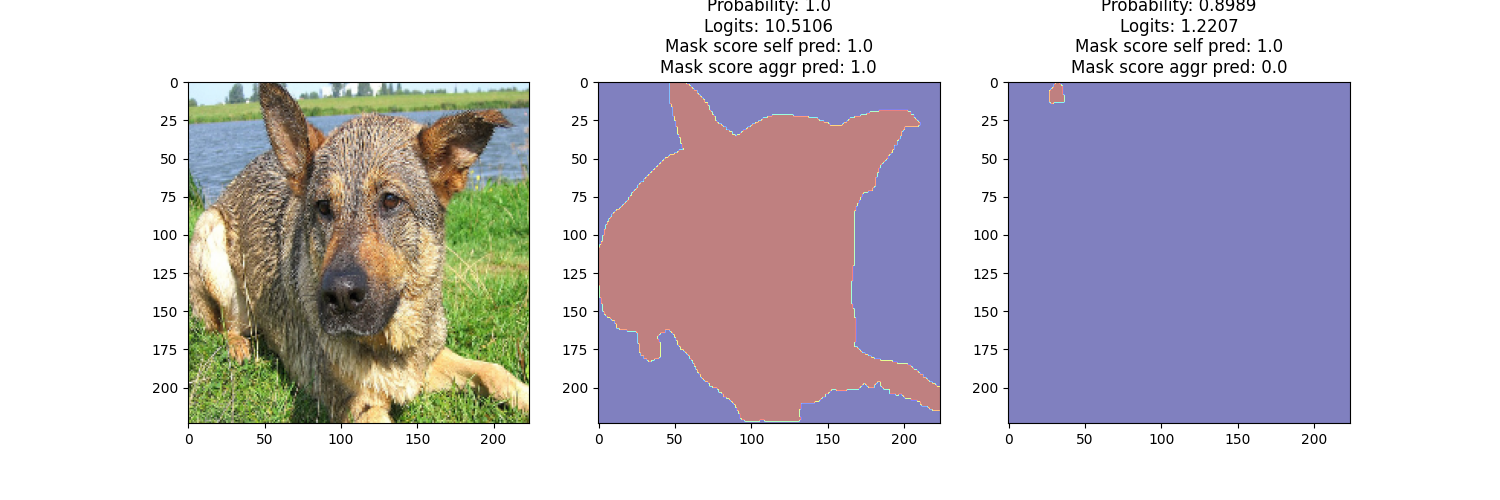 Probability: 1.0
Logits: 10.5106
Mask score self pred: 1.0
Mask score aggr pred: 1.0
Probability: 0.8989
Logits: 1.2207
Mask score self pred: 1.0
Mask score aggr pred: 0.0
0
25
50
75
100
125
150
175
200
0 50 100 150 200
0
25
50
75
100
125
150
175
200
0 50 100 150 200
0
25
50
75
100
125
150
175
200
0 50 100 150 200